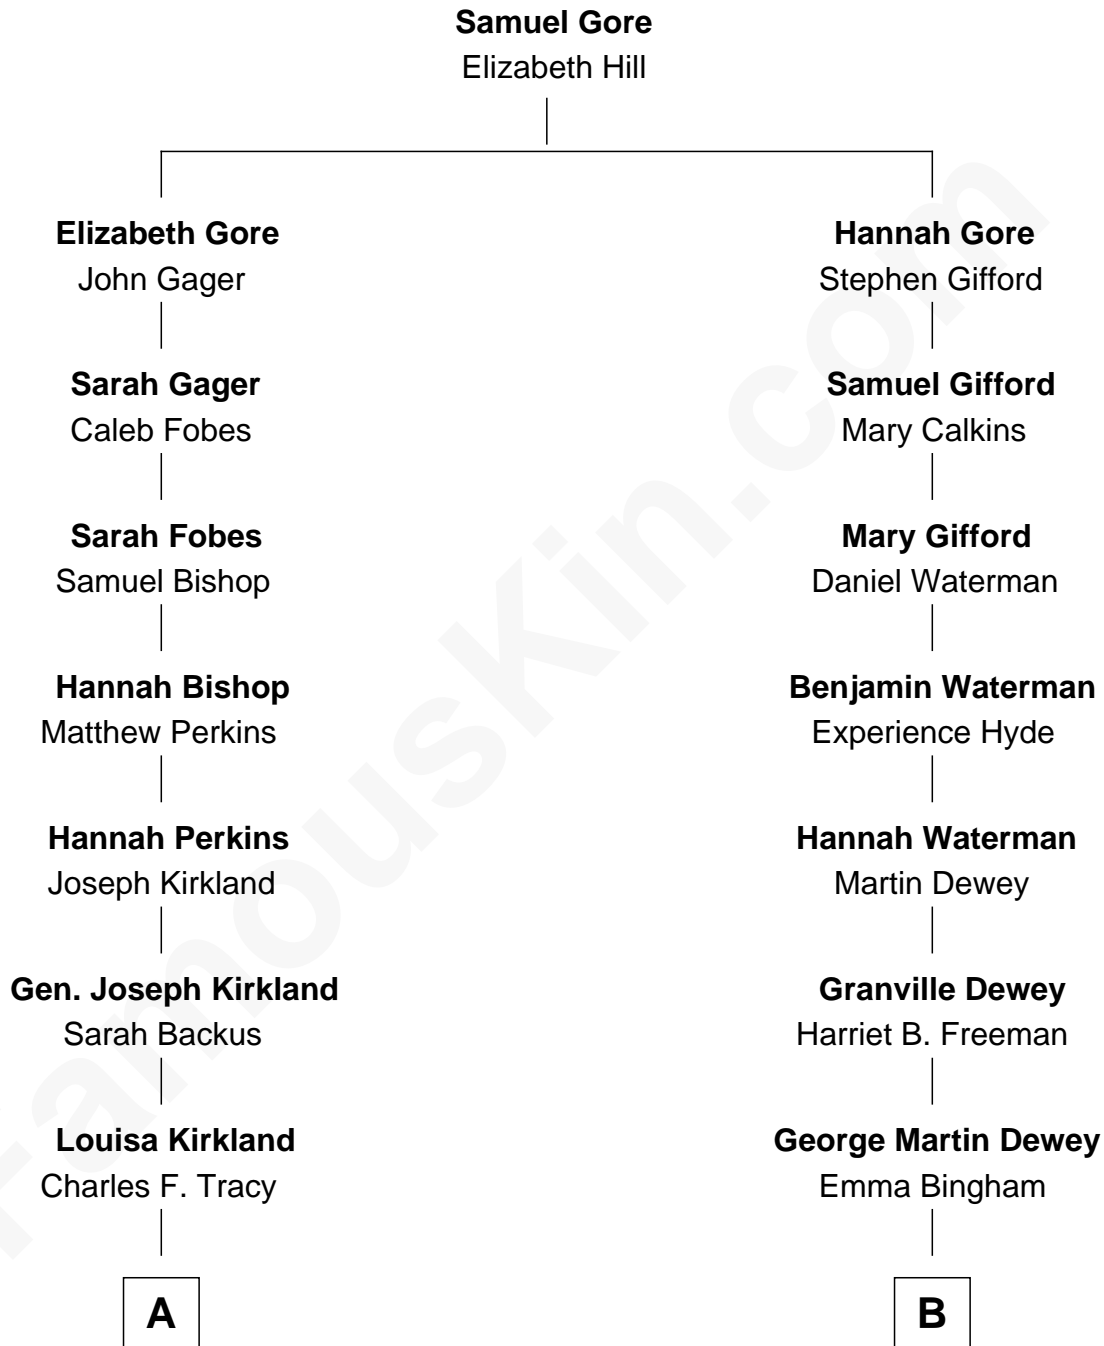 Samuel Gore
Elizabeth Hill
Elizabeth Gore
John Gager
Hannah Gore
Stephen Gifford
Sarah Gager
Caleb Fobes
Samuel Gifford
Mary Calkins
Sarah Fobes
Samuel Bishop
Mary Gifford
Daniel Waterman
Hannah Bishop
Matthew Perkins
Benjamin Waterman
Experience Hyde
Hannah Perkins
Joseph Kirkland
Hannah Waterman
Martin Dewey
Gen. Joseph Kirkland
Sarah Backus
Granville Dewey
Harriet B. Freeman
Louisa Kirkland
Charles F. Tracy
George Martin Dewey
Emma Bingham
A
B
FamousKin.com